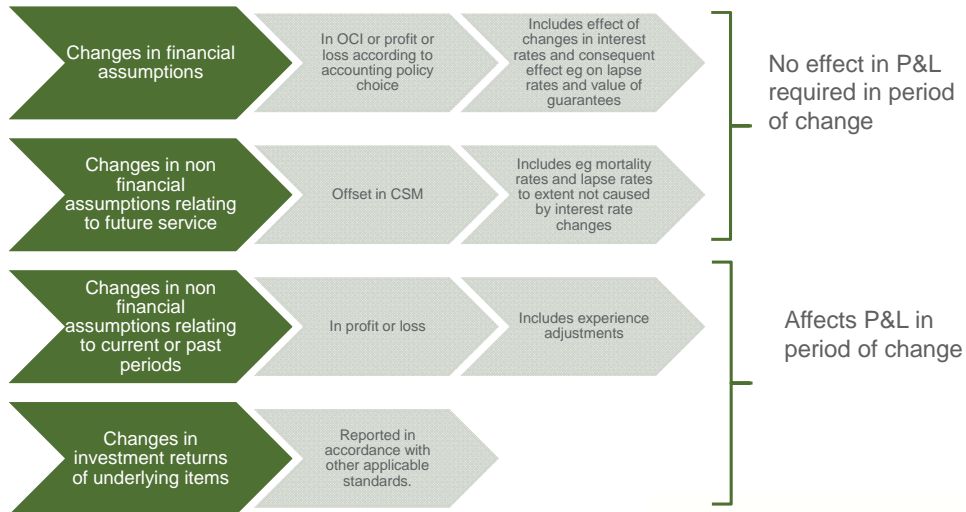 Changes in financial
assumptions
In OCI or profit or
loss according to
accounting policy
choice
Includes effect of
changes in interest
rates and consequent
effect eg on lapse
rates and value of
guarantees
No effect in P&L
required in period
of change
Changes in non
financial
assumptions relating
to future service
Offset in CSM
Includes eg mortality
rates and lapse rates
to extent not caused
by interest rate
changes
Changes in non
financial
assumptions relating
to current or past
periods
In profit or loss
Includes experience
adjustments
Affects P&L in
period of change
Changes in
investment returns
of underlying items
Reported in
accordance with
other applicable
standards.